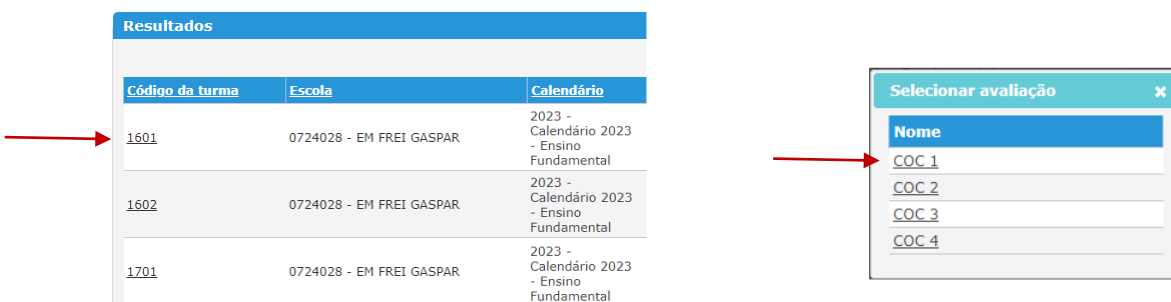 Resultados
Código da turma Escola Calendário
2023 -
Calendário 2023
1601 0724028 - EM FREI GASPAR
- Ensino
Fundamental
2023 -
Calendário 2023
1602 0724028 - EM FREI GASPAR
- Ensino
Fundamental
2023 -
Calendário 2023
1701 0724028 - EM FREI GASPAR
- Ensino
Fundamental
Selecionar avaliação x
Nome
COC 1
COC 2
COC 3
COC 4